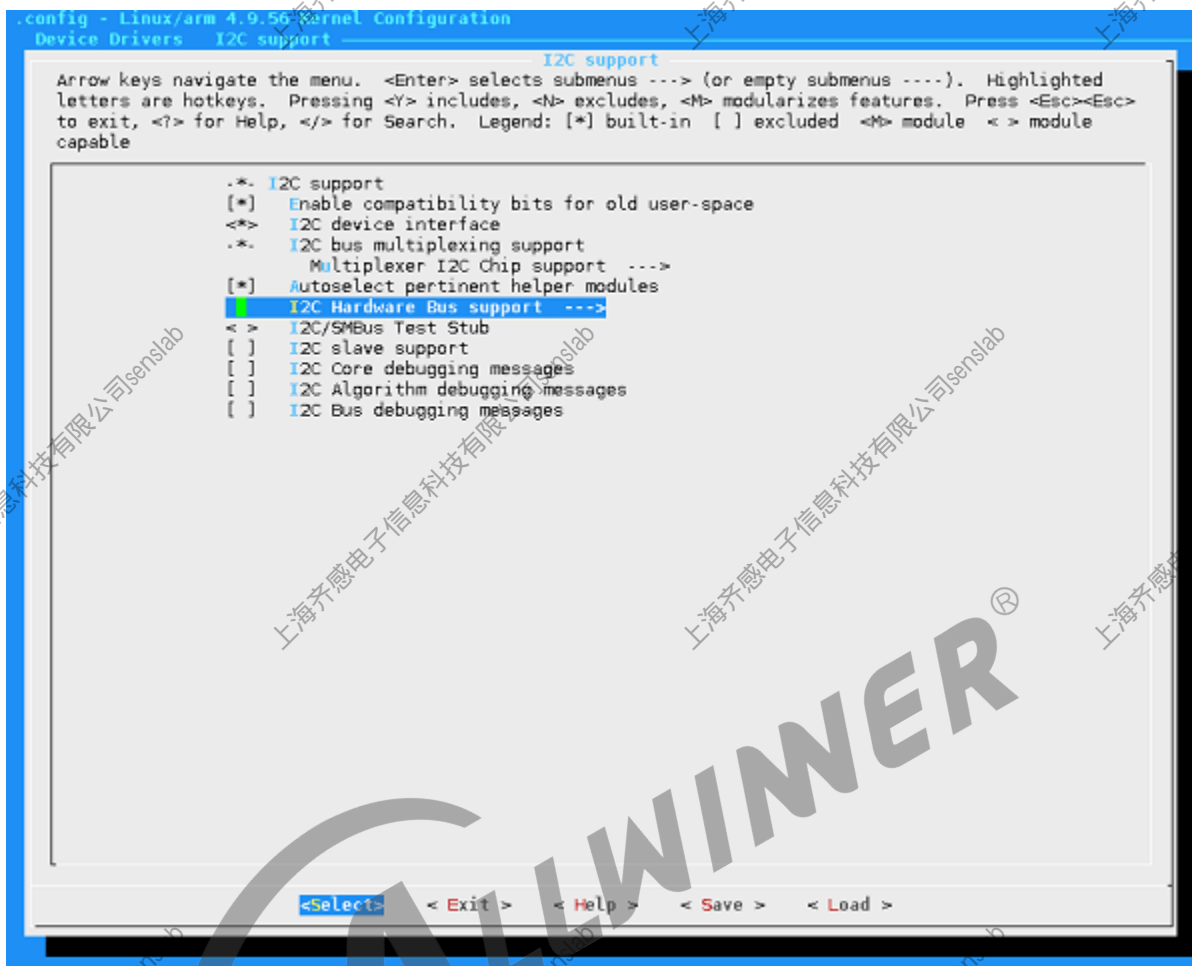 .config - Linux/arm 4.9.56 Kernel Configuration
Device Drivers   I2C support
I2C support
Arrow keys navigate the menu.  <Enter> selects submenus ---> (or empty submenus ----).  Highlighted
letters are hotkeys.  Pressing <Y> includes, <N> excludes, <M> modularizes features.  Press <Esc><Esc>
to exit, <?> for Help, </> for Search.  Legend: [*] built-in  [ ] excluded  <M> module  < > module
capable
-*- I2C support
[*]   Enable compatibility bits for old user-space
<*>   I2C device interface
-*-   I2C bus multiplexing support
Multiplexer I2C Chip support  --->
[*]   Autoselect pertinent helper modules
I2C Hardware Bus support  --->
< >   I2C/SMBus Test Stub
[ ]   I2C slave support
[ ]   I2C Core debugging messages
[ ]   I2C Algorithm debugging messages
[ ]   I2C Bus debugging messages
<Select>    < Exit >    < Help >    < Save >    < Load >
上海齐感电子信息科技有限公司senslab
上海齐感电子信息科技有限公司senslab
ALLWINNER®